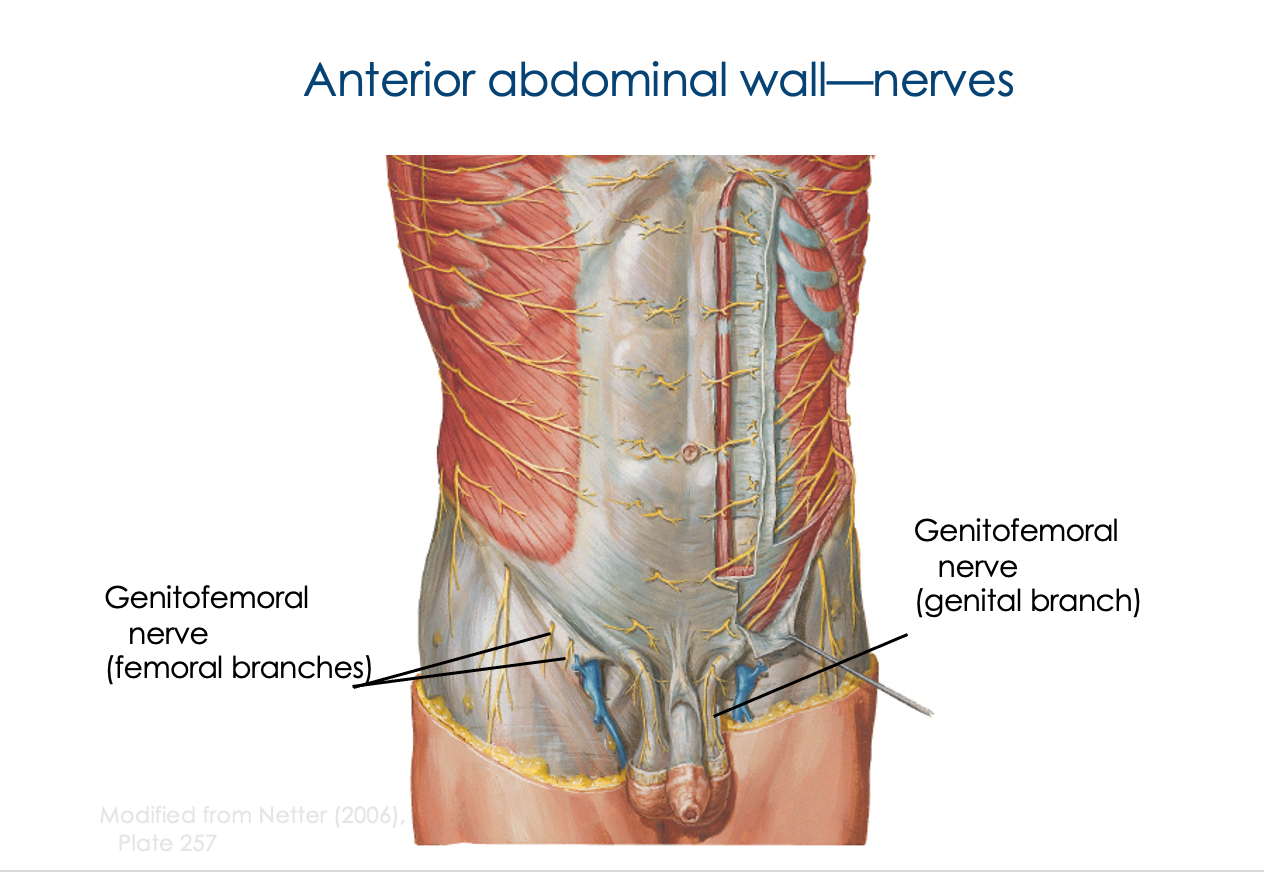 Anterior abdominal wall—nerves
Genitofemoral
nerve
(genital branch)
Genitofemoral
nerve
(femoral branches)
Modified from Netter (2006),
Plate 257